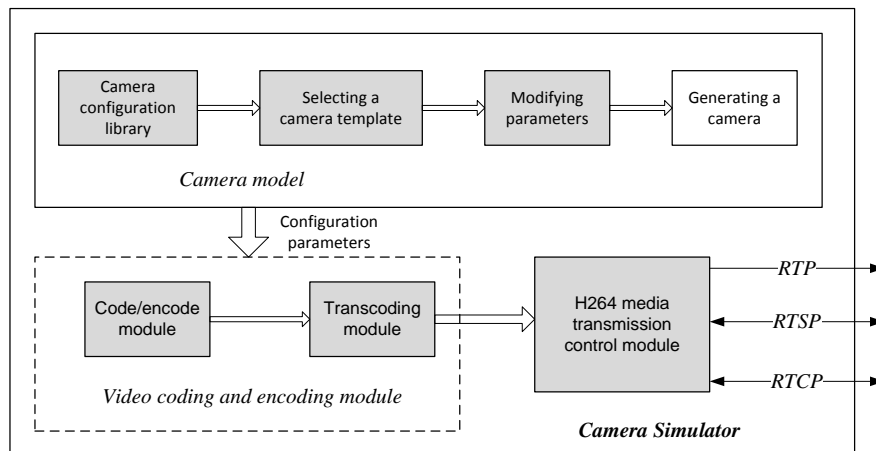 Camera
configuration
library
Selecting a
camera template
Modifying
parameters
Generating a
camera
Camera model
Configuration
parameters
Code/encode
module
Transcoding
module
Video coding and encoding module
H264 media
transmission
control module
RTP
RTSP
RTCP
Camera Simulator